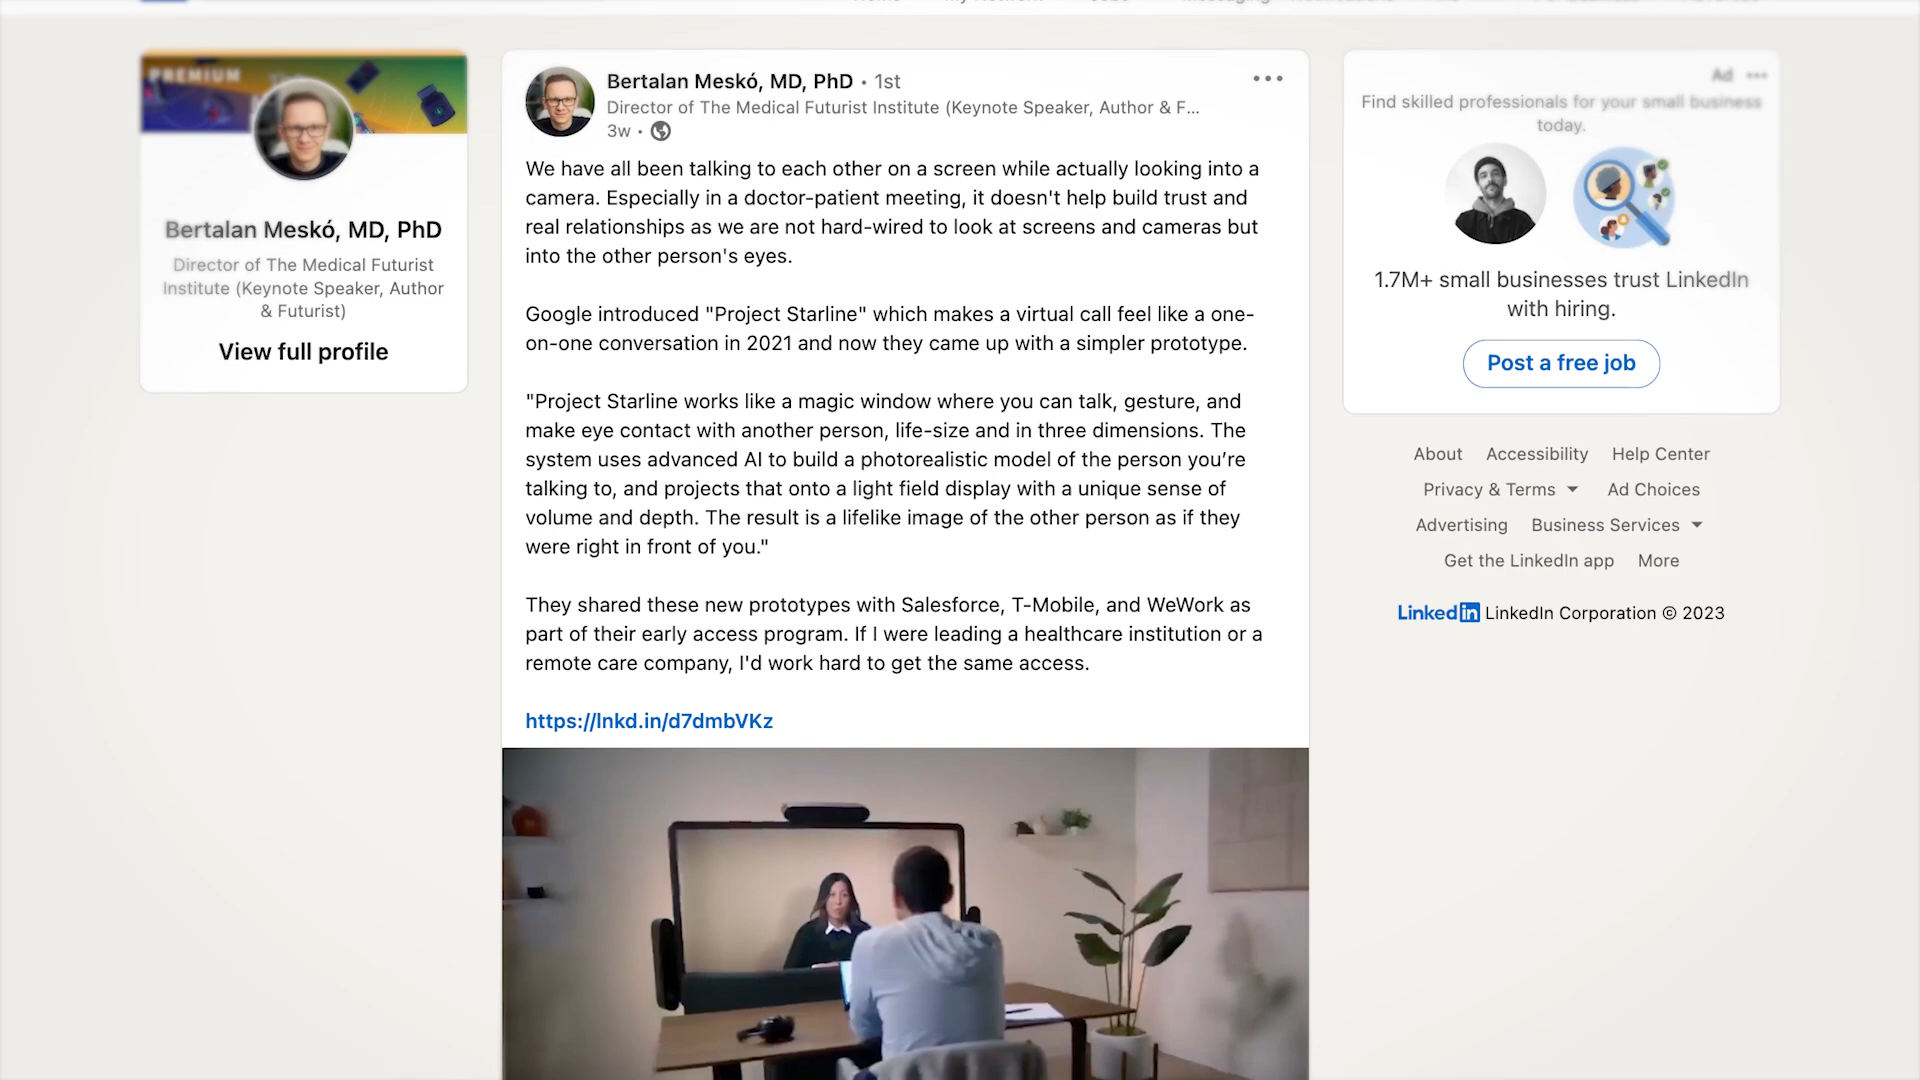 PREMIUM
Bertalan Meskó, MD, PhD
Director of The Medical Futurist
Institute (Keynote Speaker, Author
& Futurist)
View full profile
Bertalan Meskó, MD, PhD • 1st
Director of The Medical Futurist Institute (Keynote Speaker, Author & F...
3w •
We have all been talking to each other on a screen while actually looking into a
camera. Especially in a doctor-patient meeting, it doesn't help build trust and
real relationships as we are not hard-wired to look at screens and cameras but
into the other person's eyes.
Google introduced "Project Starline" which makes a virtual call feel like a one-
on-one conversation in 2021 and now they came up with a simpler prototype.
"Project Starline works like a magic window where you can talk, gesture, and
make eye contact with another person, life-size and in three dimensions. The
system uses advanced AI to build a photorealistic model of the person you’re
talking to, and projects that onto a light field display with a unique sense of
volume and depth. The result is a lifelike image of the other person as if they
were right in front of you."
They shared these new prototypes with Salesforce, T-Mobile, and WeWork as
part of their early access program. If I were leading a healthcare institution or a
remote care company, I'd work hard to get the same access.
https://lnkd.in/d7dmbVKz
Ad
Find skilled professionals for your small business
today.
1.7M+ small businesses trust LinkedIn
with hiring.
Post a free job
About Accessibility Help Center
Privacy & Terms Ad Choices
Advertising Business Services
Get the LinkedIn app More
LinkedIn LinkedIn Corporation © 2023